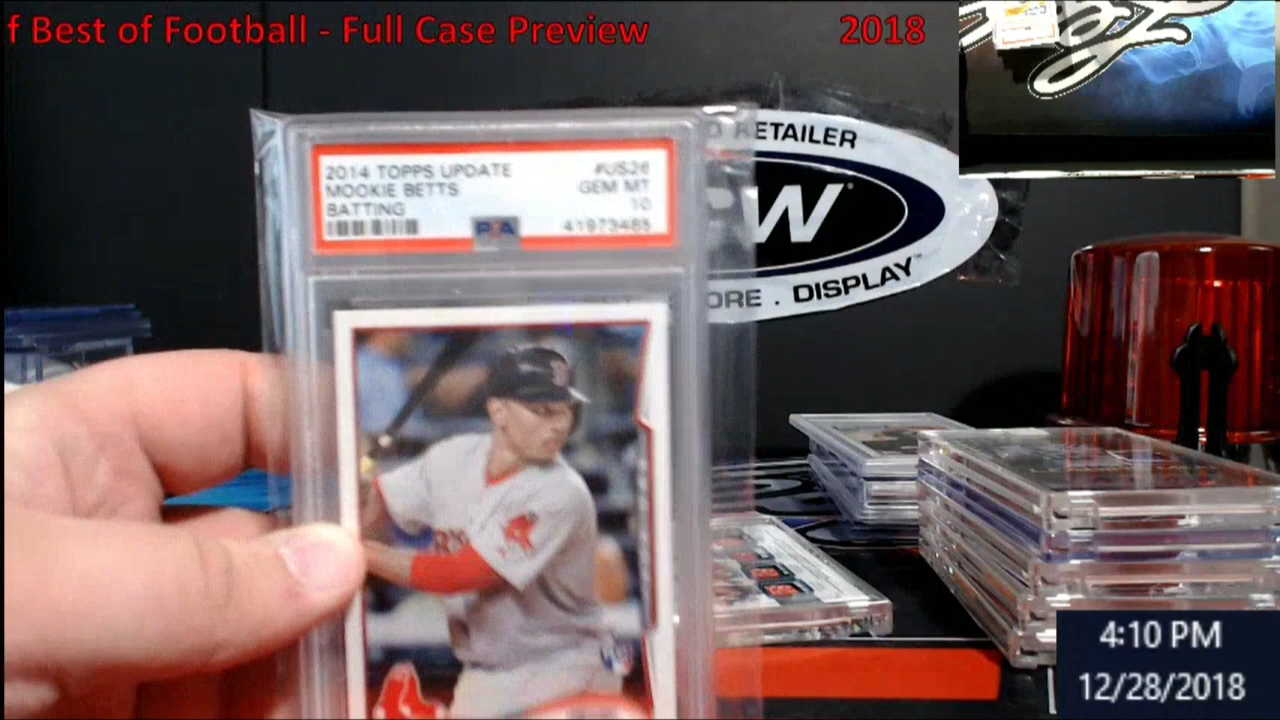 f Best of Football - Full Case Preview 2018
RETAILER
W
ORE . DISPLAY
2014 TOPPS UPDATE #US26
MOOKIE BETTS GEM MT
BATTING 10
PSA 41973485
4:10 PM
12/28/2018